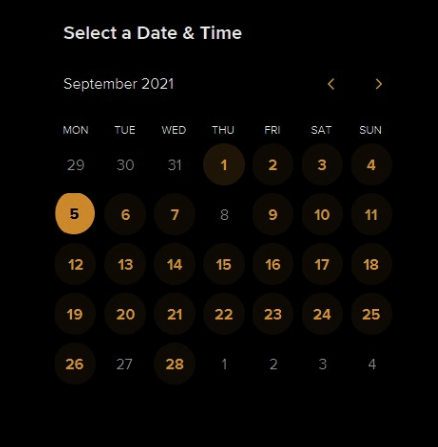 Select a Date & Time
September 2021
MON TUE WED THU FRI SAT SUN
29 30 31 1 2 3 4
5 6 7 8 9 10 11
12 13 14 15 16 17 18
19 20 21 22 23 24 25
26 27 28 1 2 3 4